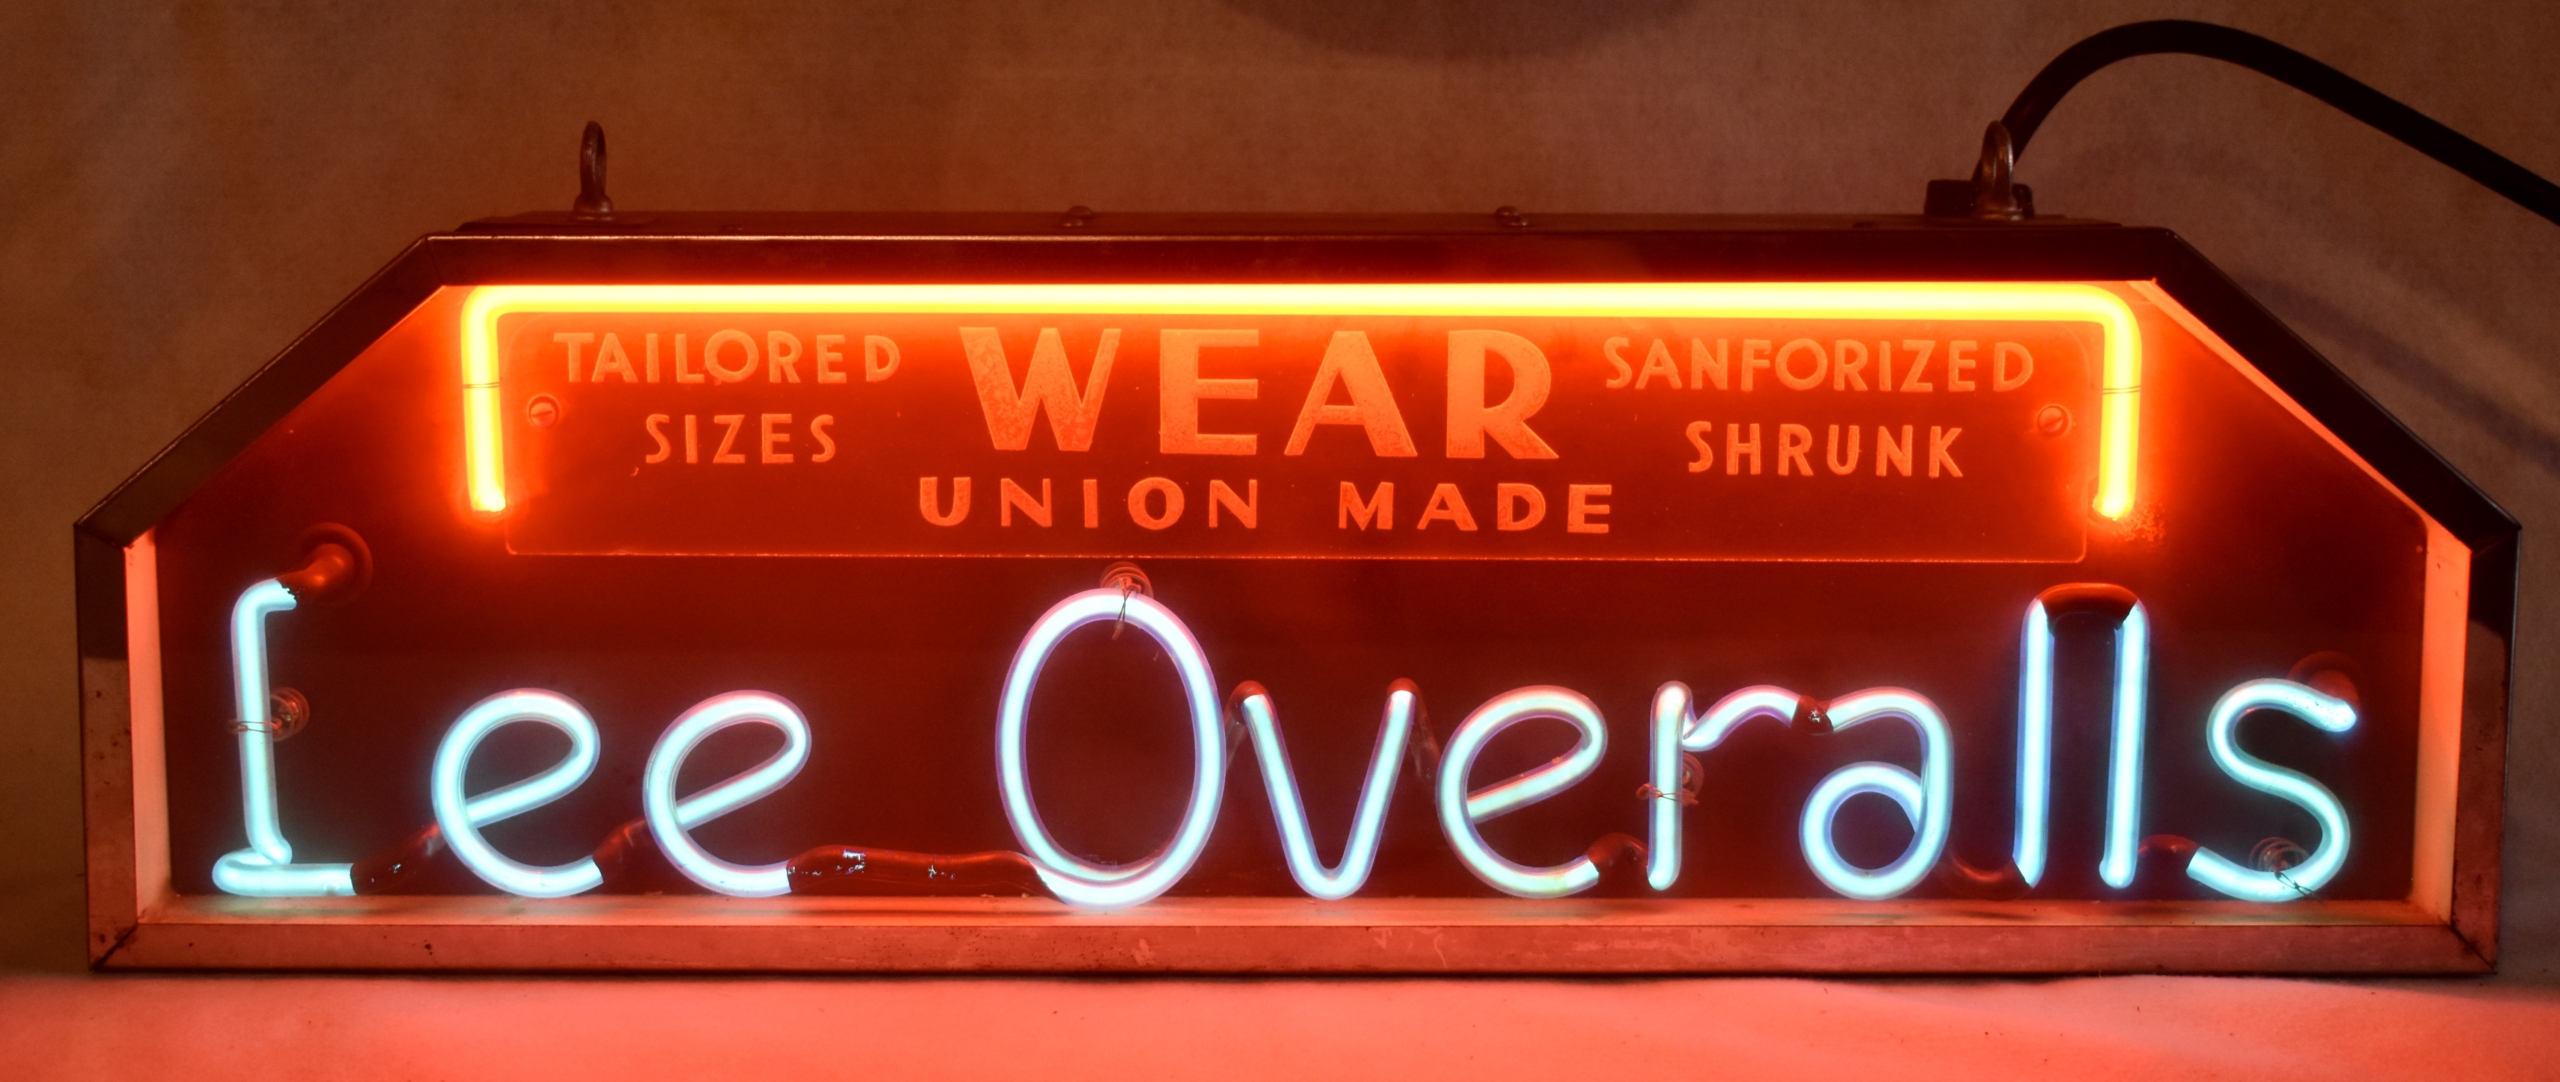 TAILORED SIZES
WEAR
SANFORIZED SHRUNK
UNION MADE
Lee Overalls